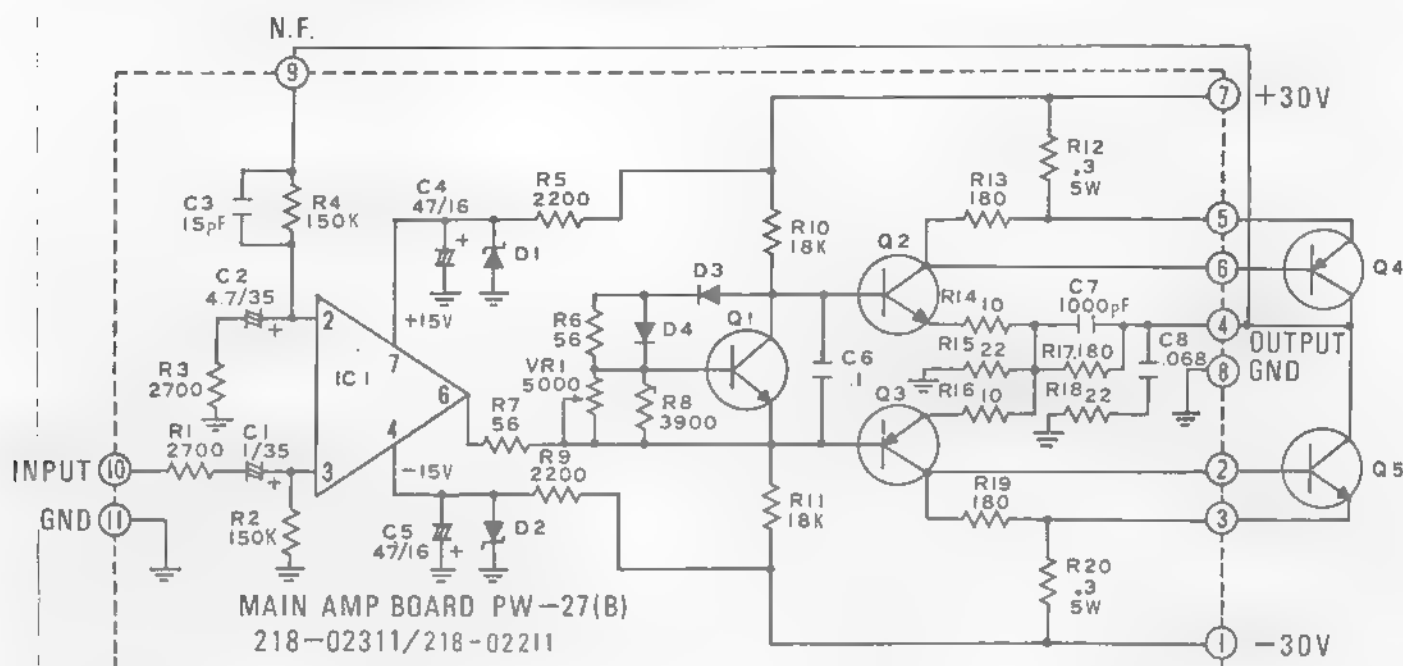 N.F.
9
7 +30V
C3
15pF
R4
150K
C4
47/16
+
R5
2200
D1
R10
18K
R12
.3
5W
R13
180
5
6
Q2
Q4
C2
4.7/35
+
2
+15V
7
D3
R6
56
D4
Q1
C6
.1
R14
10
C7
1000pF
4 OUTPUT
8 GND
R15
22
R17
180
C8
.068
R3
2700
IC1
6
VR1
5000
R8
3900
R7
56
R16
10
R18
22
Q3
R1
2700
C1
1/35
+
INPUT 10
3
4
-15V
R9
2200
2
Q5
GND 11
R2
150K
C5
47/16
+
D2
R11
18K
R19
180
3
R20
.3
5W
MAIN AMP BOARD PW-27(B)
218-02311/218-02211
1 -30V